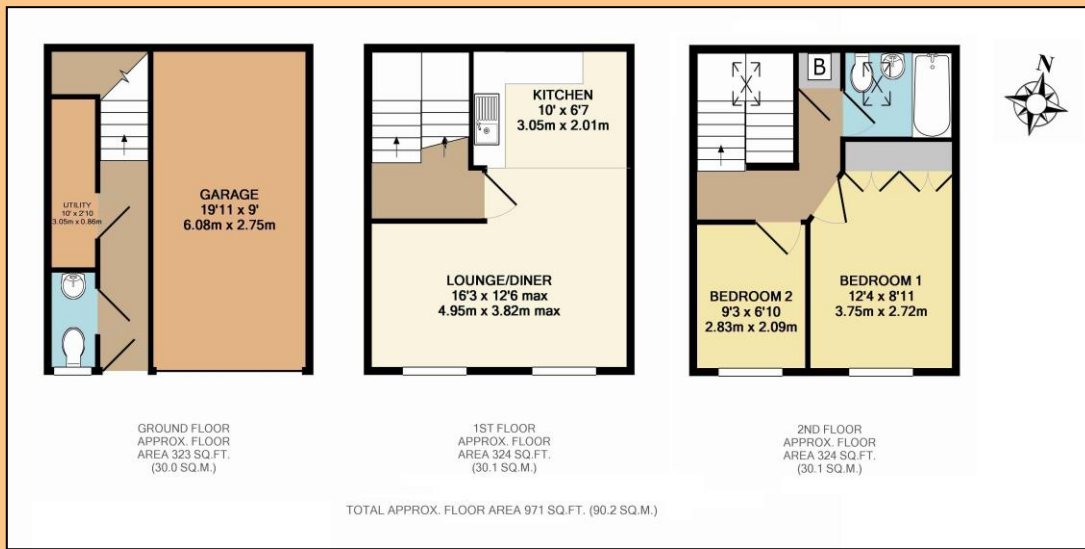 UTILITY
10' x 2'10
3.05m x 0.86m
GARAGE
19'11 x 9'
6.08m x 2.75m
GROUND FLOOR
APPROX. FLOOR
AREA 323 SQ.FT.
(30.0 SQ.M.)
KITCHEN
10' x 6'7
3.05m x 2.01m
LOUNGE/DINER
16'3 x 12'6 max
4.95m x 3.82m max
1ST FLOOR
APPROX. FLOOR
AREA 324 SQ.FT.
(30.1 SQ.M.)
B
BEDROOM 2
9'3 x 6'10
2.83m x 2.09m
BEDROOM 1
12'4 x 8'11
3.75m x 2.72m
2ND FLOOR
APPROX. FLOOR
AREA 324 SQ.FT.
(30.1 SQ.M.)
N
TOTAL APPROX. FLOOR AREA 971 SQ.FT. (90.2 SQ.M.)